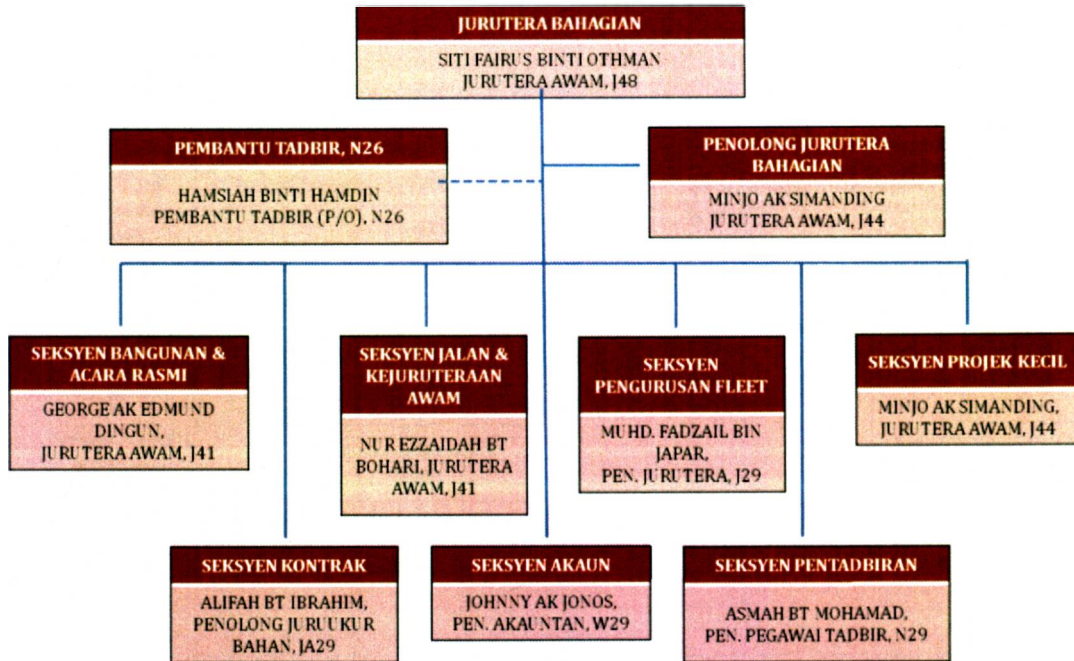 JURUTERA BAHAGIAN
SITI FAIRUS BINTI OTHMAN
JURUTERA AWAM, J48
PEMBANTU TADBIR, N26
HAMSIAH BINTI HAMDIN
PEMBANTU TADBIR (P/O), N26
PENOLONG JURUTERA
BAHAGIAN
MINJO AK SIMANDING
JURUTERA AWAM, J44
SEKSYEN BANGUNAN &
ACARA RASMI
GEORGE AK EDMUND
DINGUN,
JURUTERA AWAM, J41
SEKSYEN JALAN &
KEJURUTERAAN
AWAM
NUR EZZAIDAH BT
BOHARI, JURUTERA
AWAM, J41
SEKSYEN
PENGURUSAN FLEET
MUHD. FADZAIL BIN
JAPAR,
PEN. JURUTERA, J29
SEKSYEN PROJEK KECIL
MINJO AK SIMANDING,
JURUTERA AWAM, J44
SEKSYEN KONTRAK
ALIFAH BT IBRAHIM,
PENOLONG JURUUKUR
BAHAN, JA29
SEKSYEN AKAUN
JOHNNY AK JONOS,
PEN. AKAUNTAN, W29
SEKSYEN PENTADBIRAN
ASMAH BT MOHAMAD,
PEN. PEGAWAI TADBIR, N29